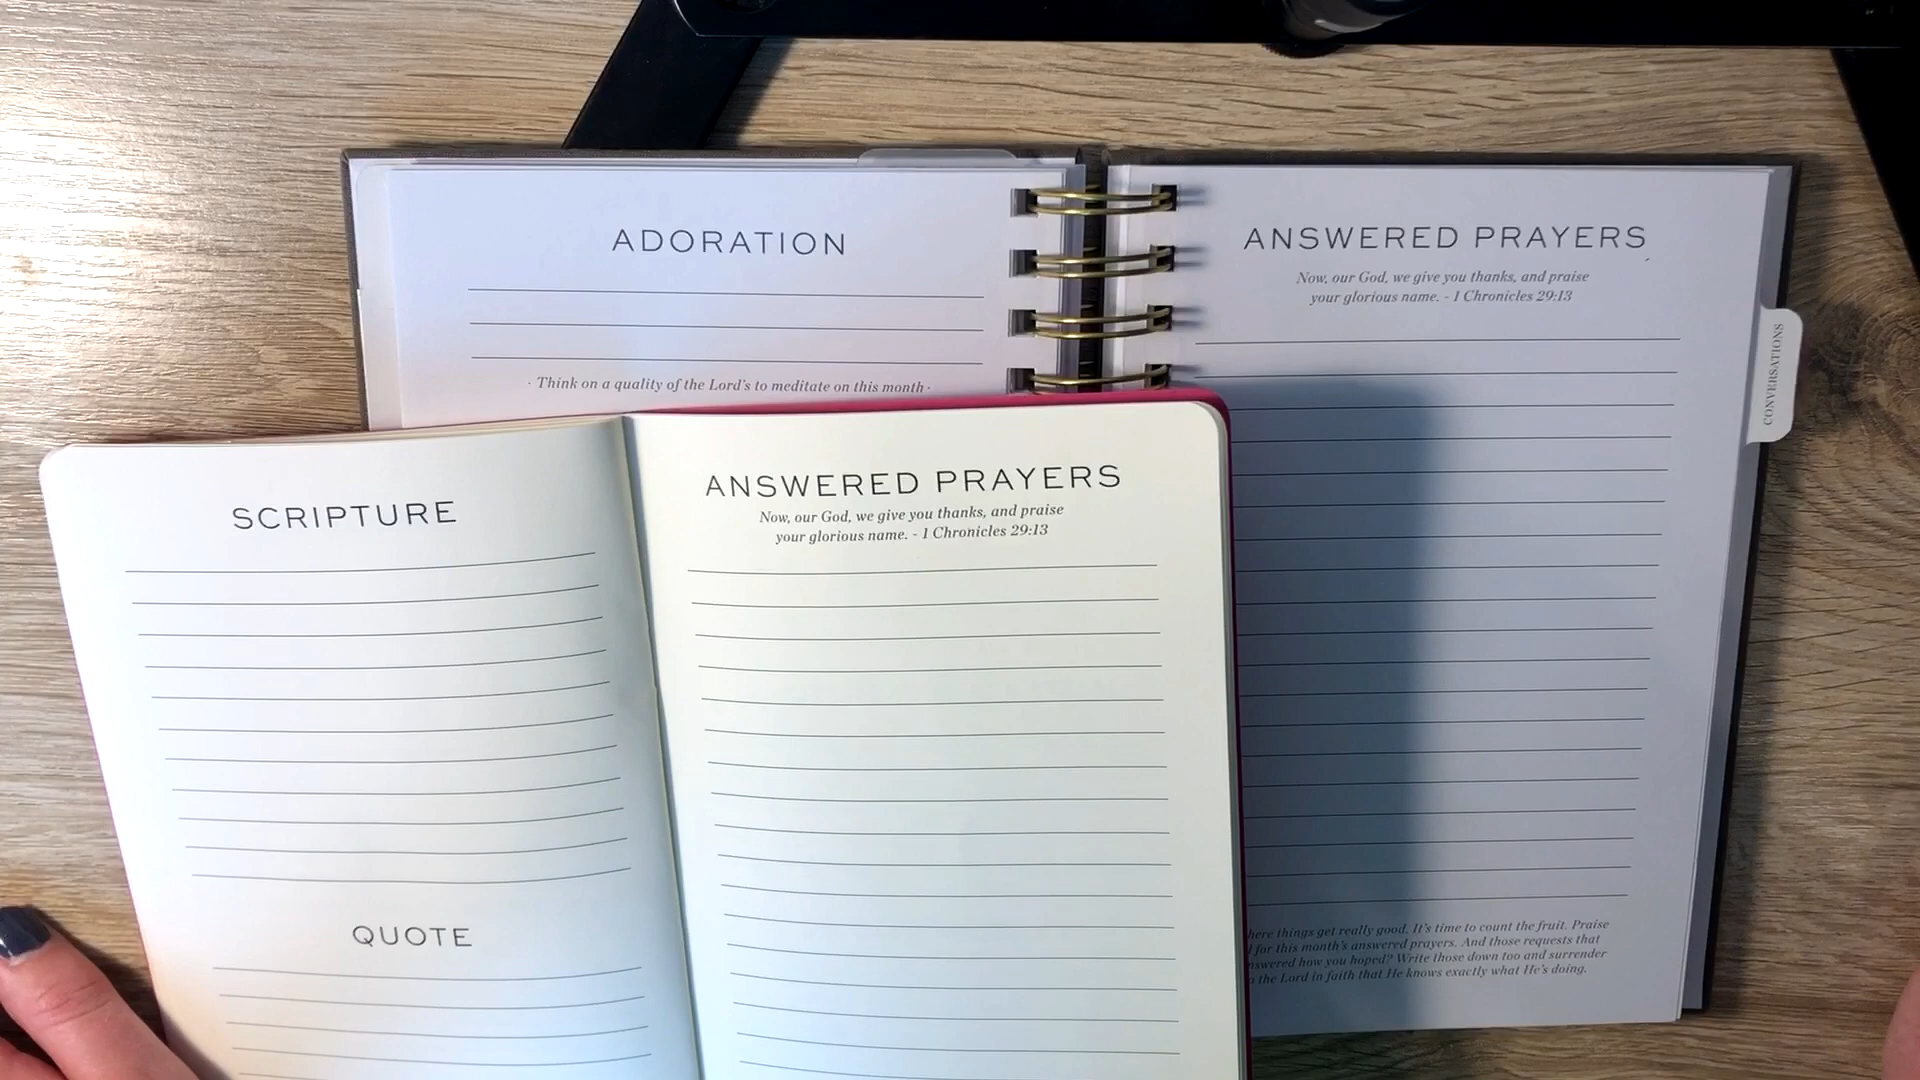 ADORATION
· Think on a quality of the Lord's to meditate on this month ·
ANSWERED PRAYERS
Now, our God, we give you thanks, and praise
your glorious name. - 1 Chronicles 29:13
CONVERSATIONS
here things get really good. It's time to count the fruit. Praise
for this month's answered prayers. And those requests that
how you hoped? Write those down too and surrender
the Lord in faith that He knows exactly what He's doing.
SCRIPTURE
QUOTE
ANSWERED PRAYERS
Now, our God, we give you thanks, and praise
your glorious name. - 1 Chronicles 29:13